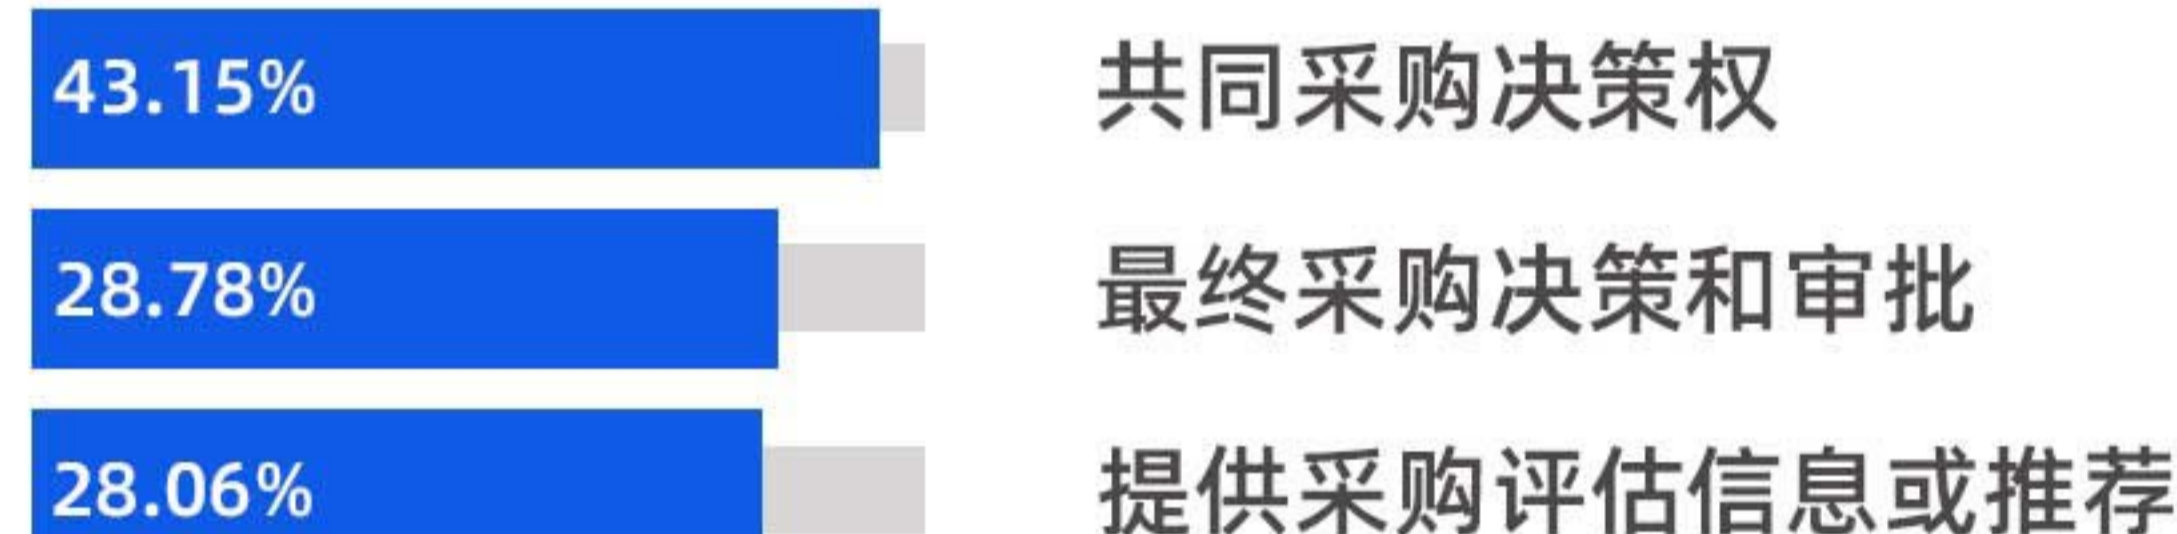 43.15% 共同采购决策权
28.78% 最终采购决策和审批
28.06% 提供采购评估信息或推荐